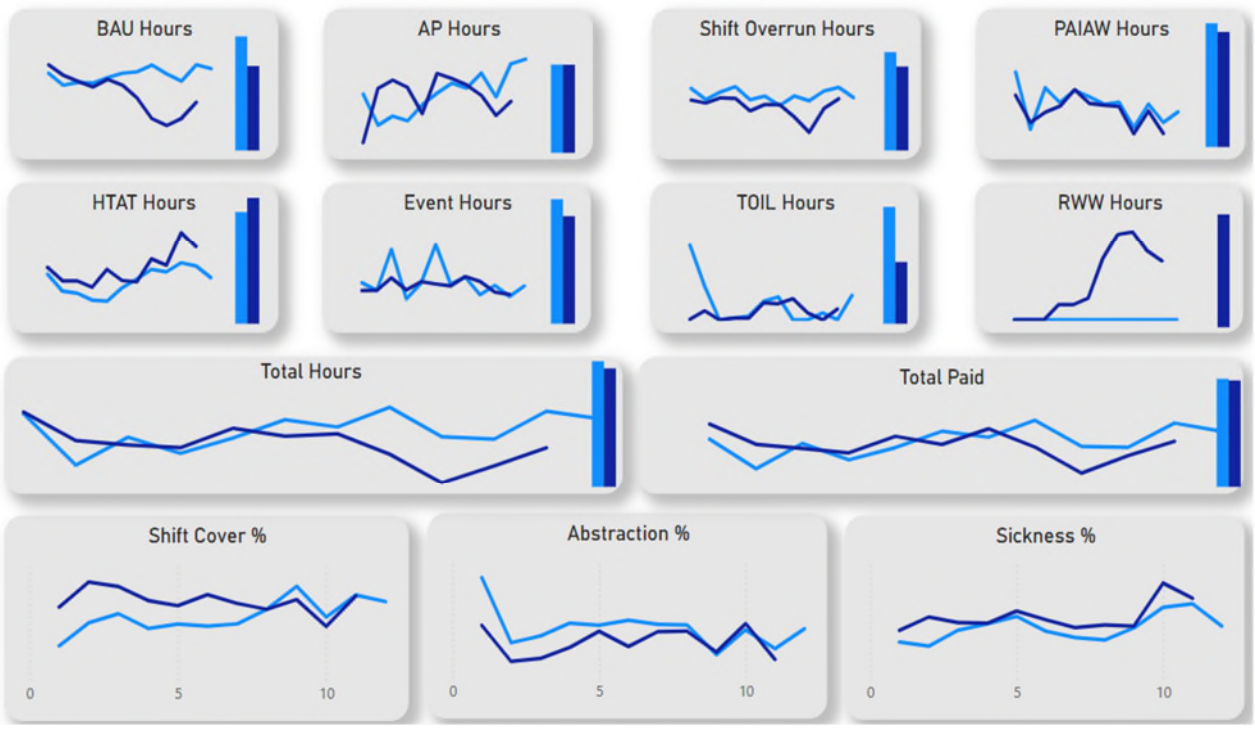 BAU Hours
AP Hours
Shift Overrun Hours
PAIAW Hours
HTAT Hours
Event Hours
TOIL Hours
RWW Hours
Total Hours
Total Paid
Shift Cover %
0 5 10
Abstraction %
0 5 10
Sickness %
0 5 10